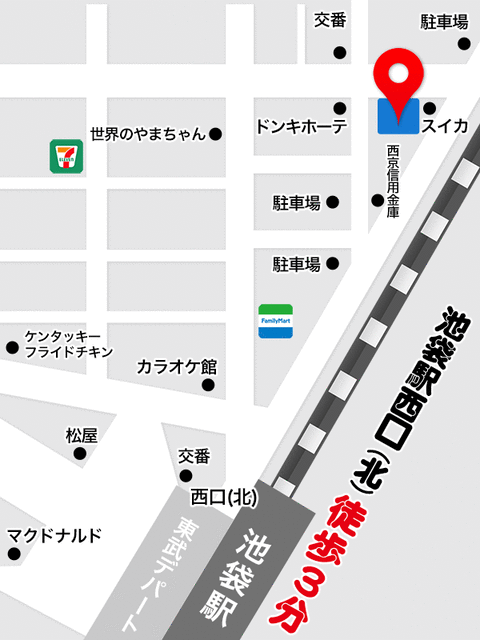 交番
駐車場
ドンキホーテ
スイカ
世界のやまちゃん
7
ELEVEN
西京信用金庫
駐車場
駐車場
FamilyMart
ケンタッキー
フライドチキン
カラオケ館
松屋
交番
西口(北)
マクドナルド
東武デパート
池袋駅
池袋駅西口(北)徒歩3分